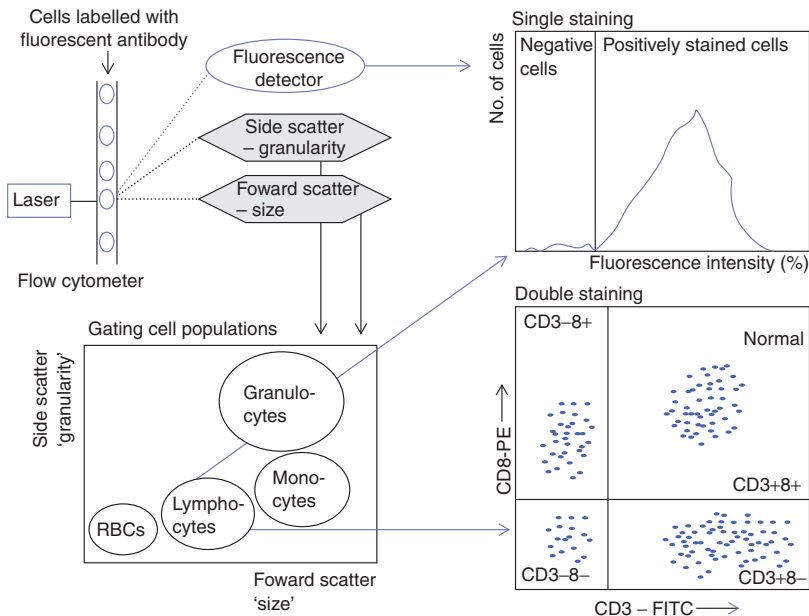 Cells labelled with
fluorescent antibody
Fluorescence
detector
Side scatter
– granularity
Foward scatter
– size
Laser
Flow cytometer
Single staining
No. of cells
Negative
cells
Positively stained cells
Fluorescence intensity (%)
Gating cell populations
Side scatter
‘granularity’
Granulo-
cytes
Mono-
cytes
Lympho-
cytes
RBCs
Foward scatter
‘size’
Double staining
CD3–8+
Normal
CD8-PE
CD3+8+
CD3–8–
CD3+8–
CD3 – FITC